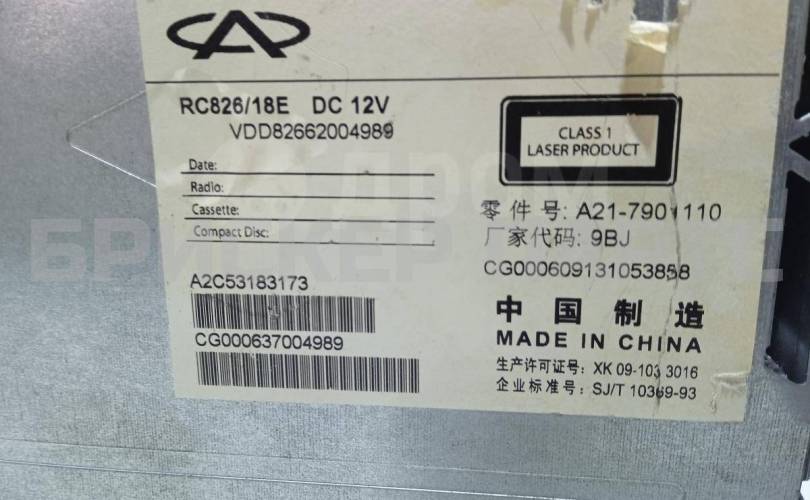 RC826/18E DC 12V
VDD82662004989
Date:
Radio:
Cassette:
Compact Disc:
A2C53183173
CG000637004989
CLASS 1
LASER PRODUCT
零件号: A21-7901110
厂家代码: 9BJ
CG000609131053858
中国制造
MADE IN CHINA
生产许可证号: XK 09-103 3016
企业标准号: SJ/T 10369-93
дром